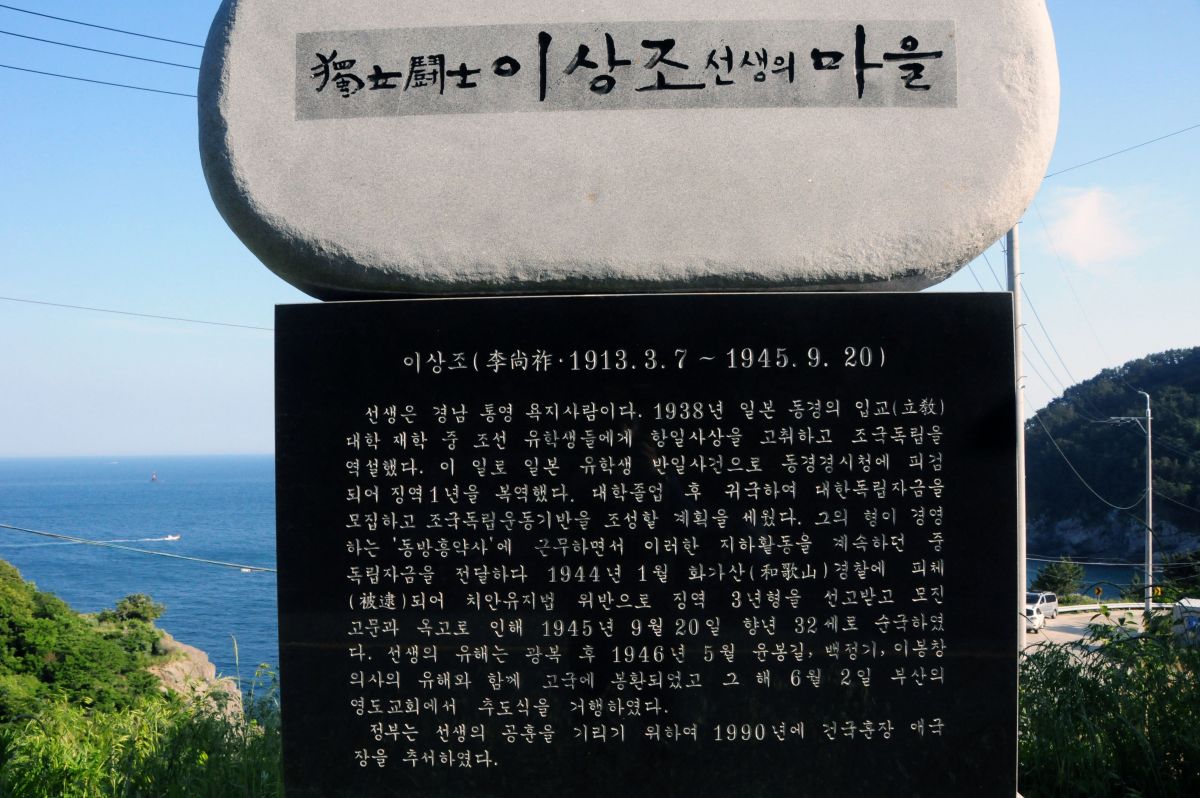 獨士鬪士 이상조 선생의 마을
이상조(李尙祚·1913.3.7 ~ 1945. 9. 20)
선생은 경남 통영 욕지사람이다. 1938년 일본 동경의 입교(立敎)
대학 재학 중 조선 유학생들에게 항일사상을 고취하고 조국독립을
역설했다. 이 일로 일본 유학생 반일사건으로 동경경시청에 피검
되어 징역1년을 복역했다. 대학졸업 후 귀국하여 대한독립자금을
모집하고 조국독립운동기반을 조성할 계획을 세웠다. 그의 형이 경영
하는 '동방흥약사'에 근무하면서 이러한 지하활동을 계속하던 중
독립자금을 전달하다 1944년 1월 화가산(和歌山)경찰에 피체
(被逮)되어 치안유지법 위반으로 징역 3년형을 선고받고 모진
고문과 옥고로 인해 1945년 9월 20일 향년 32세로 순국하였
다. 선생의 유해는 광복 후 1946년 5월 윤봉길, 백정기, 이봉창
의사의 유해와 함께 고국에 봉환되었고 그 해 6월 2일 부산의
영도교회에서 추도식을 거행하였다.
정부는 선생의 공훈을 기리기 위하여 1990년에 건국훈장 애국
장을 추서하였다.